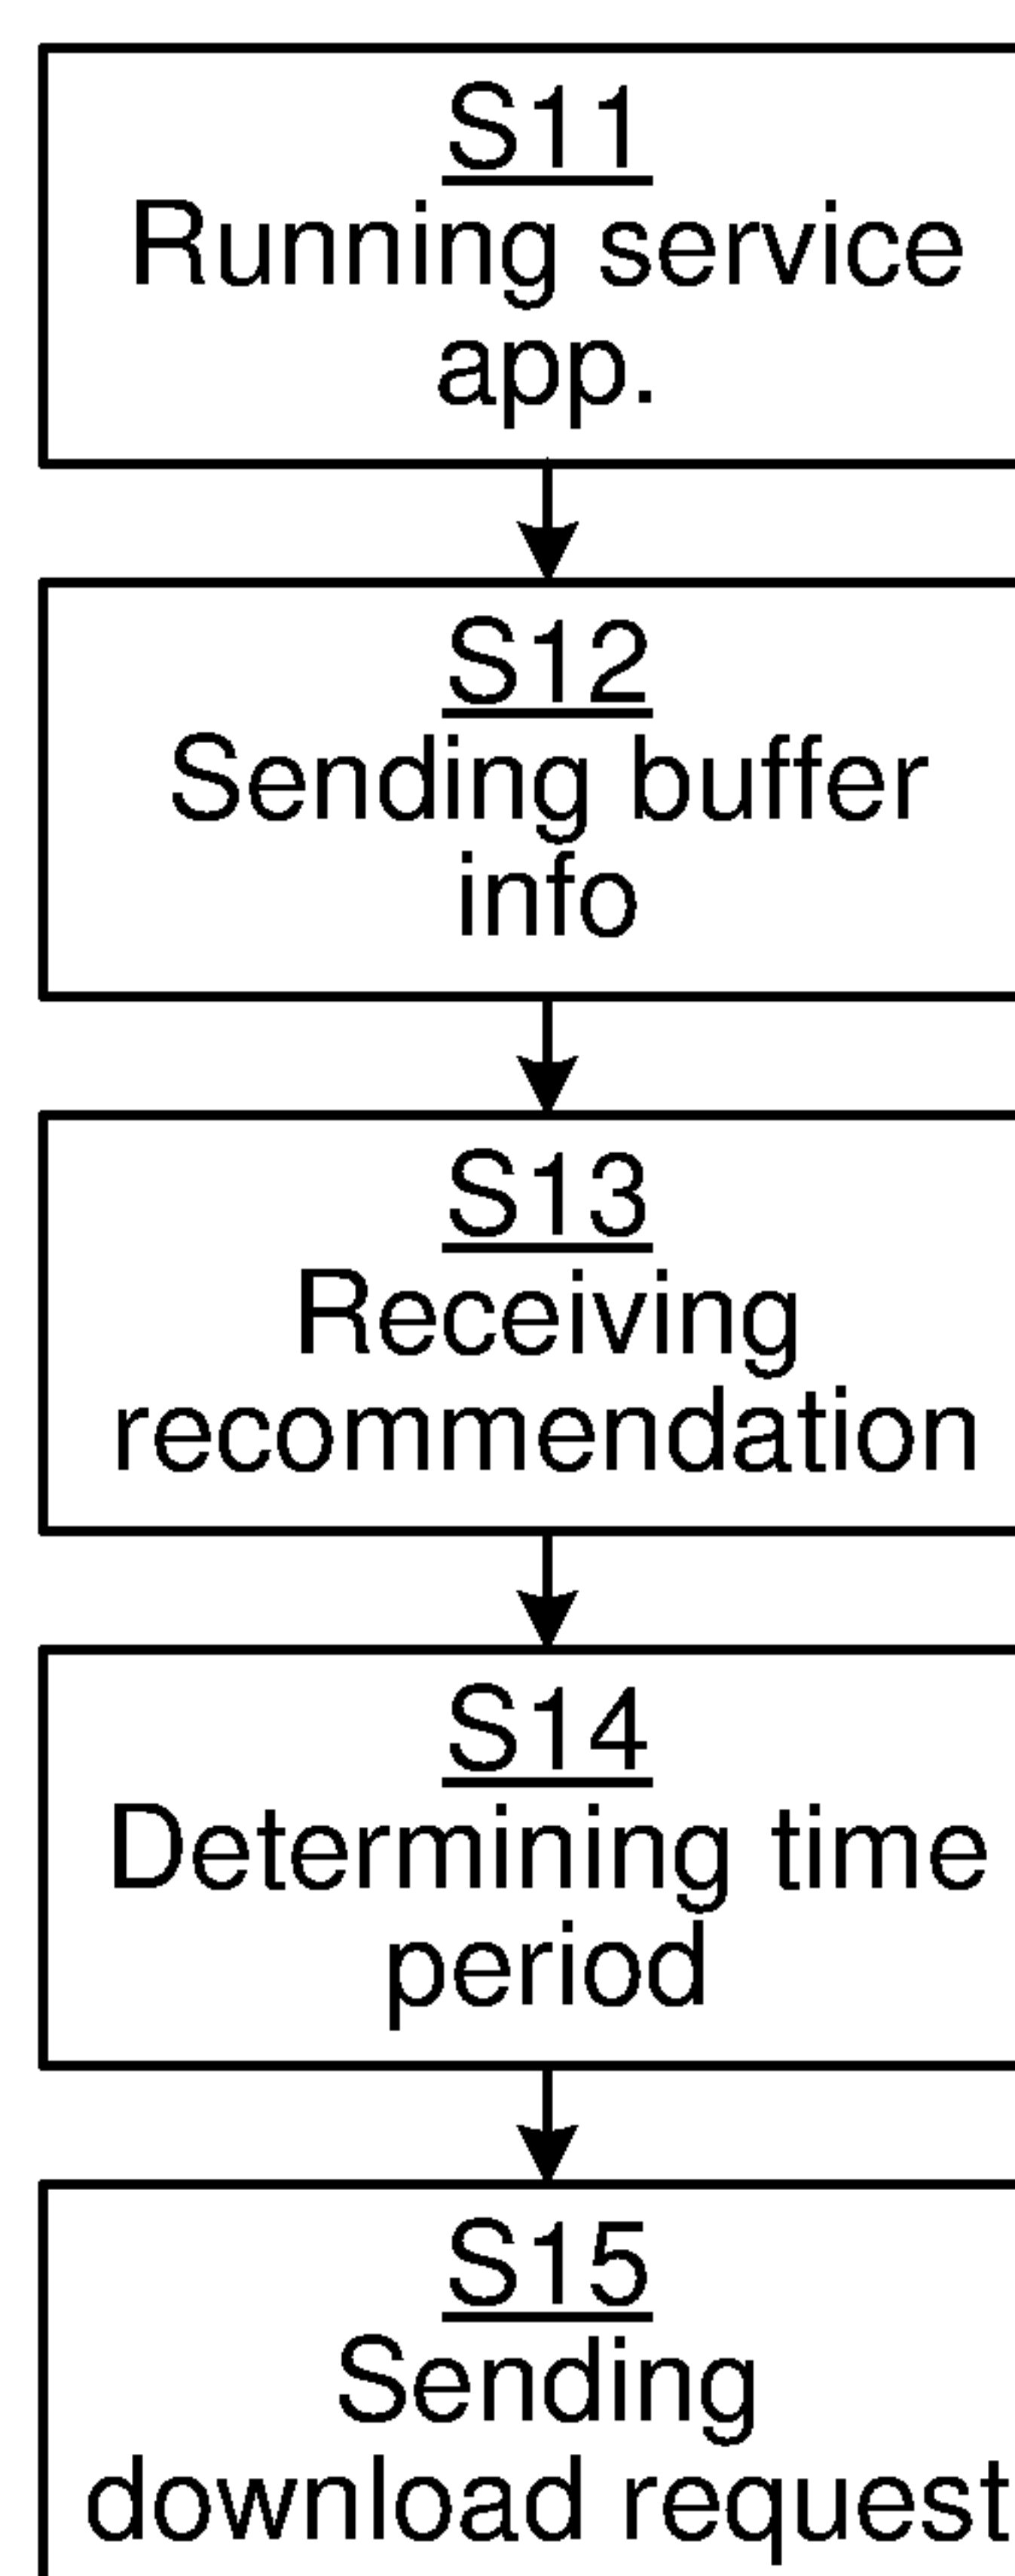 S11
Running service
app.
S12
Sending buffer
info
S13
Receiving
recommendation
S14
Determining time
period
S15
Sending
download request